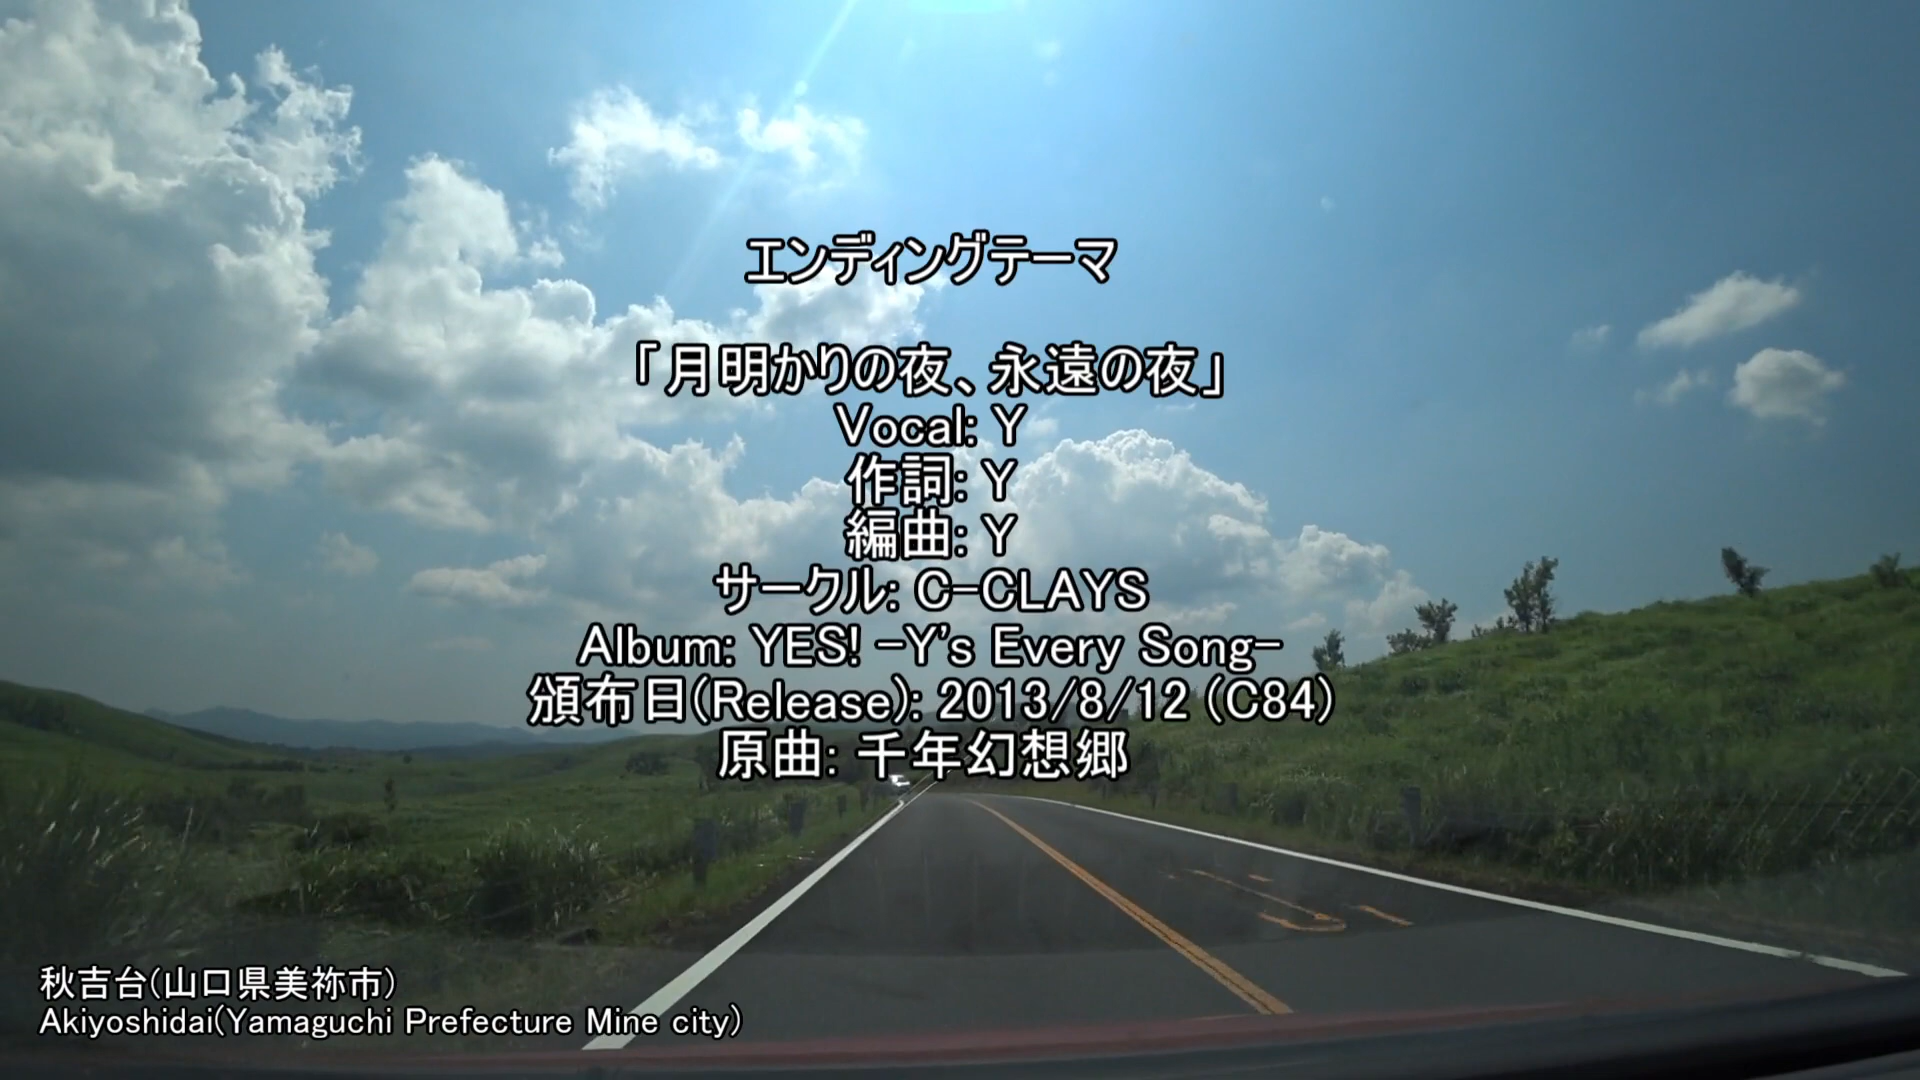 エンディングテーマ
「月明かりの夜、永遠の夜」
Vocal: Y
作詞: Y
編曲: Y
サークル: C-CLAYS
Album: YES! -Y's Every Song-
頒布日(Release): 2013/8/12 (C84)
原曲: 千年幻想郷
秋吉台(山口県美祢市)
Akiyoshidai(Yamaguchi Prefecture Mine city)